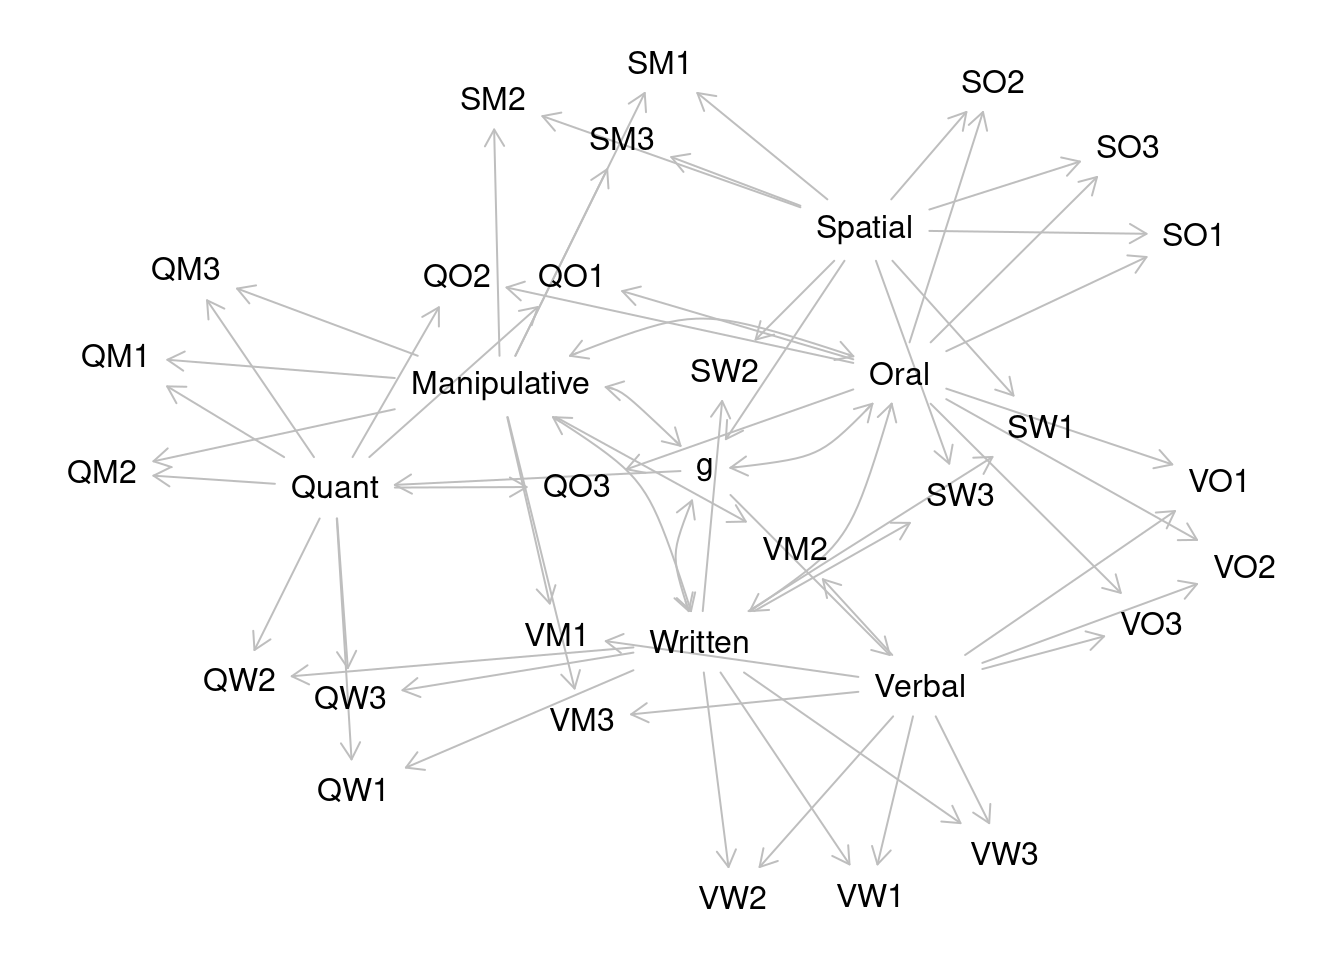 SM1
SO2
SM2
SM3
SO3
Spatial
SO1
QM3
QO2
QO1
QM1
SW2
Oral
Manipulative
SW1
g
QM2
Quant
QO3
VO1
SW3
VM2
VO2
VO3
VM1
Written
QW2
Verbal
QW3
VM3
QW1
VW3
VW2
VW1